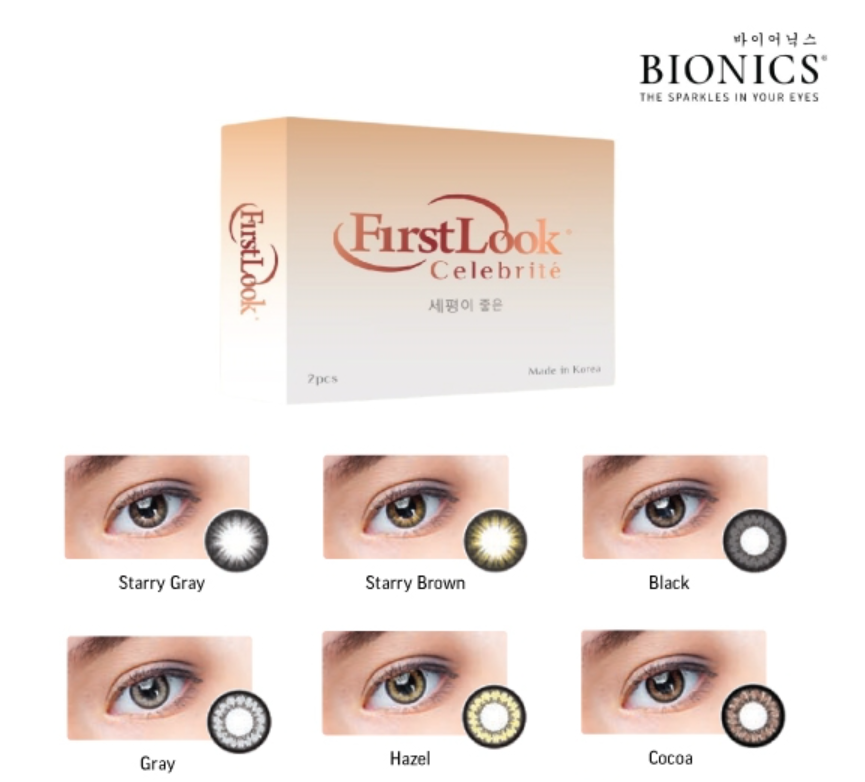 바이어닉스
BIONICS®
THE SPARKLES IN YOUR EYES
FirstLook
FirstLook
Celebrité
세평이 좋은
2pcs
Made in Korea
Starry Gray
Starry Brown
Black
Gray
Hazel
Cocoa